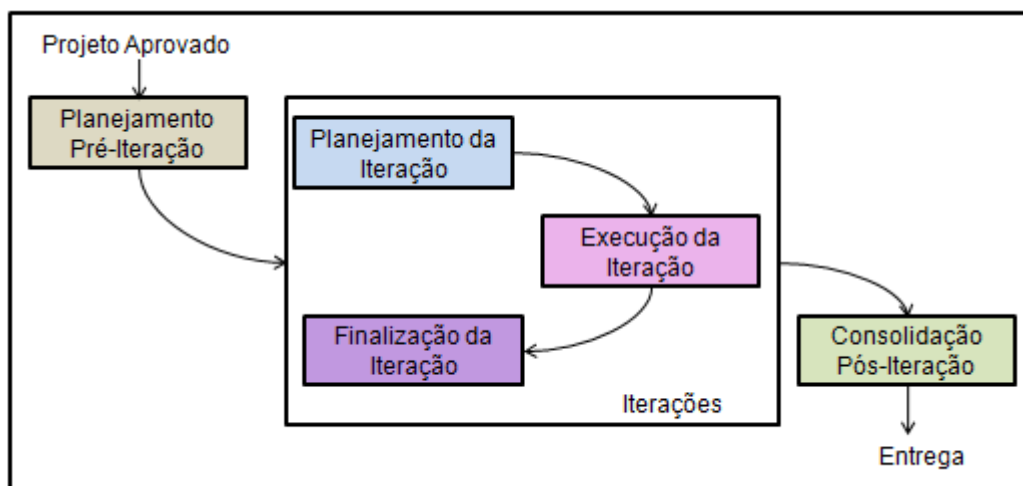 Projeto Aprovado
Planejamento
Pré-Iteração
Planejamento da
Iteração
Execução da
Iteração
Finalização da
Iteração
Iterações
Consolidação
Pós-Iteração
Entrega